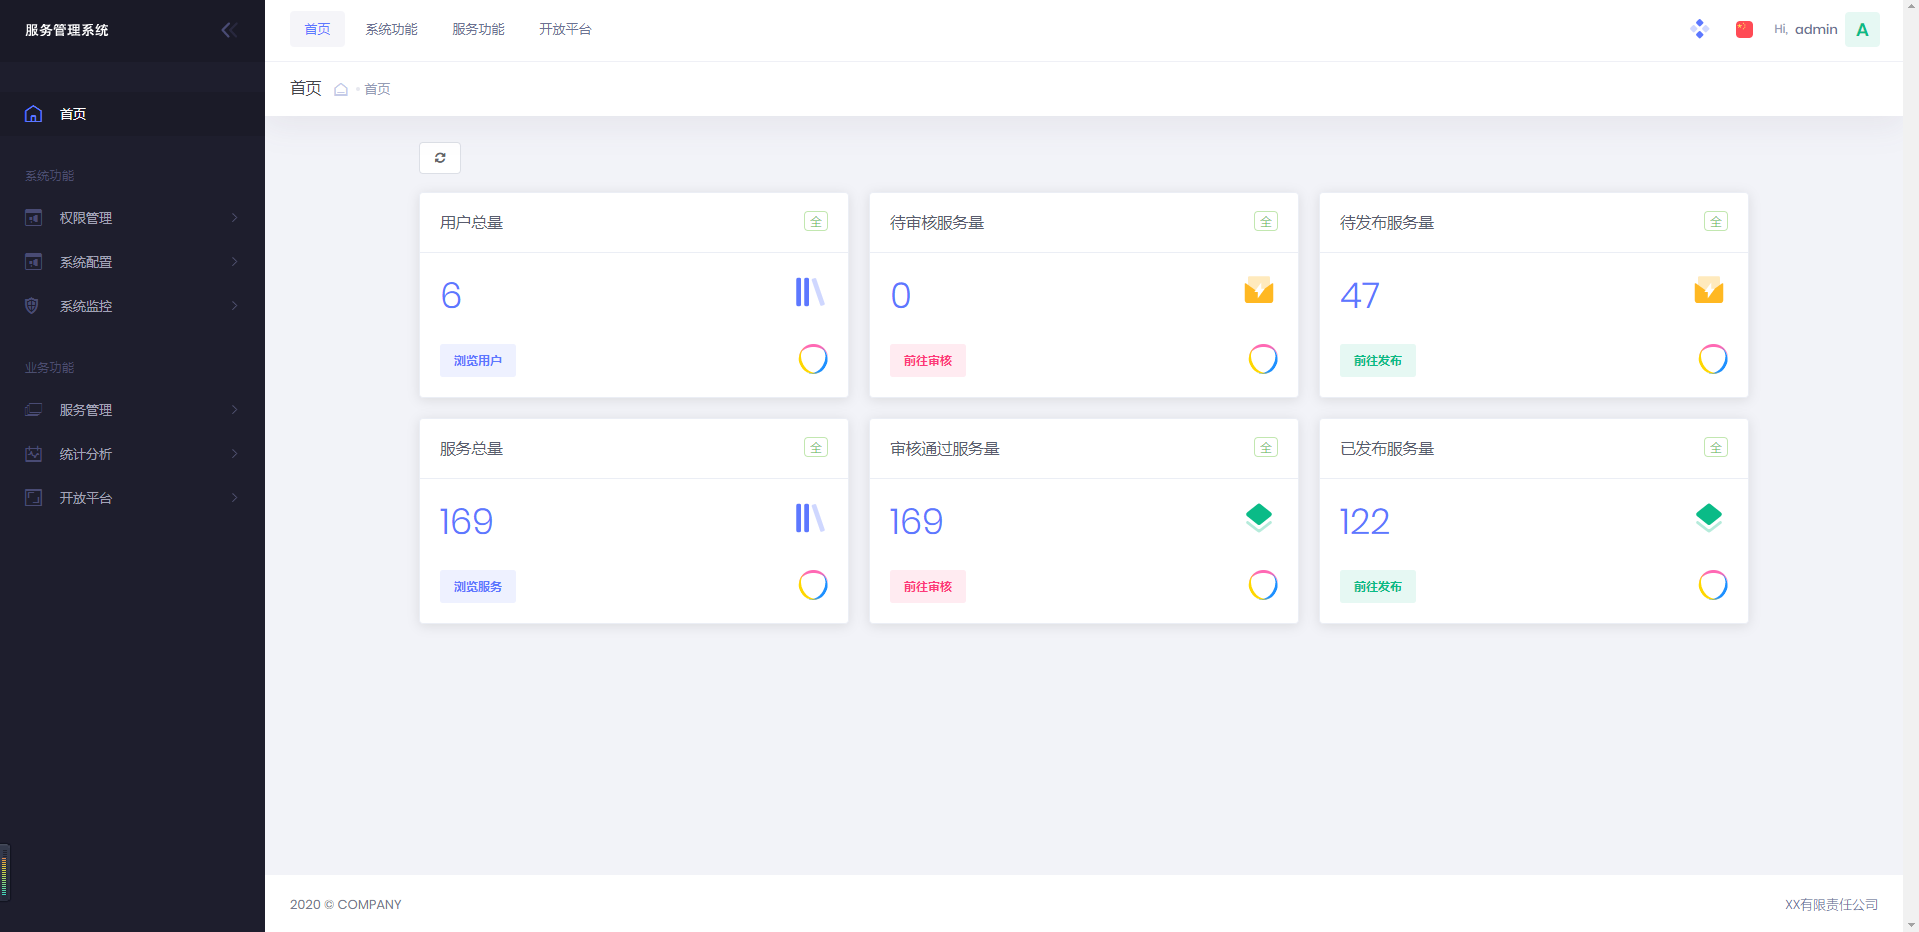 服务管理系统
首页
系统功能
权限管理
系统配置
系统监控
业务功能
服务管理
统计分析
开放平台
首页 系统功能 服务功能 开放平台
Hi, admin A
首页 首页
用户总量 全
6
浏览用户
待审核服务量 全
0
前往审核
待发布服务量 全
47
前往发布
服务总量 全
169
浏览服务
审核通过服务量 全
169
前往审核
已发布服务量 全
122
前往发布
2020 © COMPANY
XX有限责任公司